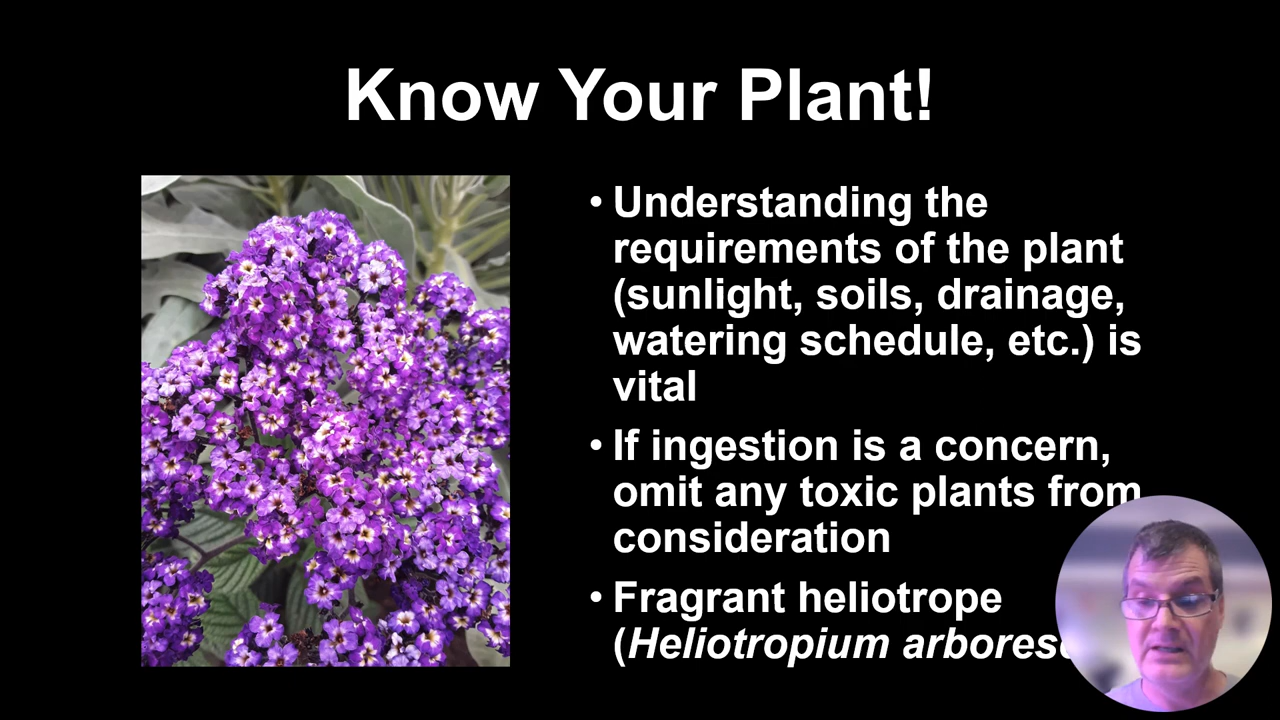 Know Your Plant!
• Understanding the
requirements of the plant
(sunlight, soils, drainage,
watering schedule, etc.) is
vital
• If ingestion is a concern,
omit any toxic plants from
consideration
• Fragrant heliotrope
(Heliotropium